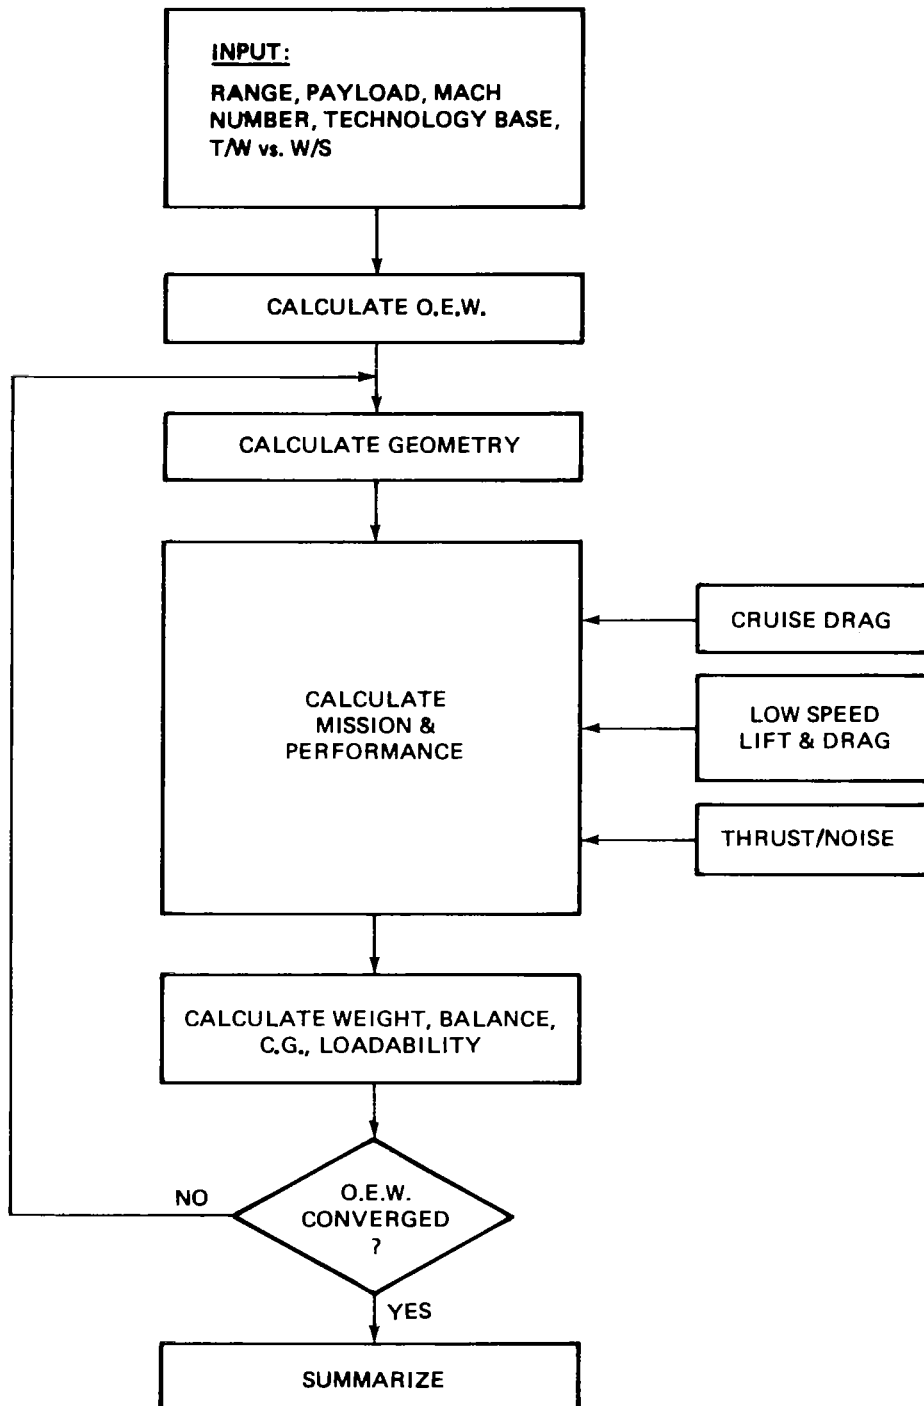 INPUT:
RANGE, PAYLOAD, MACH
NUMBER, TECHNOLOGY BASE,
T/W vs. W/S
CALCULATE O.E.W.
CALCULATE GEOMETRY
CALCULATE
MISSION &
PERFORMANCE
CRUISE DRAG
LOW SPEED
LIFT & DRAG
THRUST/NOISE
CALCULATE WEIGHT, BALANCE,
C.G., LOADABILITY
O.E.W.
CONVERGED
?
NO
YES
SUMMARIZE